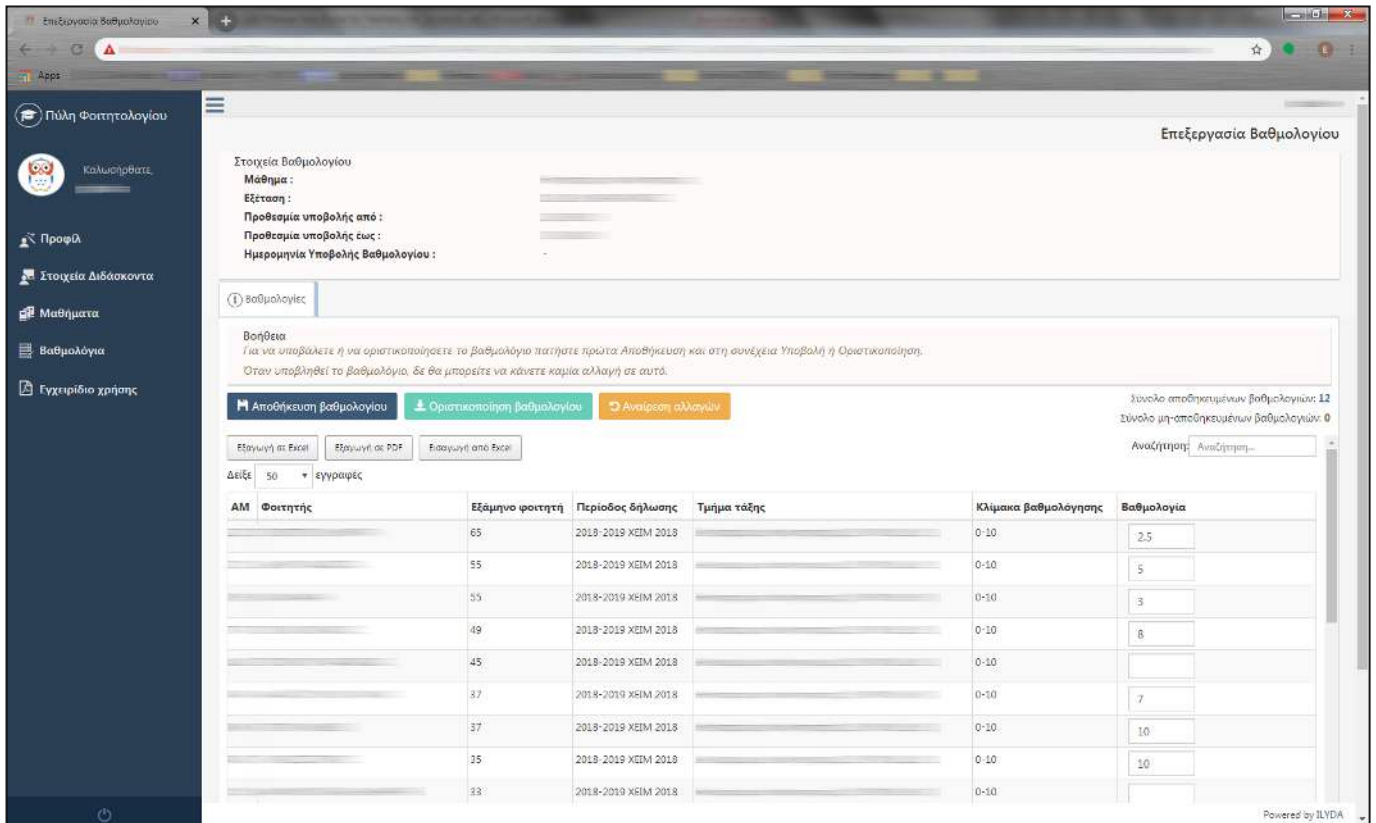 Επεξεργασία Βαθμολογίου
Apps
Πύλη Φοιτητολογίου
Καλωσήρθατε,
Προφίλ
Στοιχεία Διδάσκοντα
Μαθήματα
Βαθμολόγια
Εγχειρίδιο χρήσης
Επεξεργασία Βαθμολογίου
Στοιχεία Βαθμολογίου
Μάθημα :
Εξέταση :
Προθεσμία υποβολής από :
Προθεσμία υποβολής έως :
Ημερομηνία Υποβολής Βαθμολογίου : -
Βαθμολογίες
Βοήθεια
Για να υποβάλετε ή να οριστικοποιήσετε το βαθμολόγιο πατήστε πρώτα Αποθήκευση και στη συνέχεια Υποβολή ή Οριστικοποίηση.
Όταν υποβληθεί το βαθμολόγιο, δε θα μπορείτε να κάνετε καμία αλλαγή σε αυτό.
Αποθήκευση βαθμολογίου Οριστικοποίηση βαθμολογίου Αναίρεση αλλαγών
Σύνολο αποθηκευμένων βαθμολογιών: 12
Σύνολο μη-αποθηκευμένων βαθμολογιών: 0
Εξαγωγή σε Excel Εξαγωγή σε PDF Εισαγωγή από Excel
Αναζήτηση: Αναζήτηση...
Δείξε 50 εγγραφές
ΑΜ Φοιτητής Εξάμηνο φοιτητή Περίοδος δήλωσης Τμήμα τάξης Κλίμακα βαθμολόγησης Βαθμολογία
65 2018-2019 ΧΕΙΜ 2018 0-10 2.5
55 2018-2019 ΧΕΙΜ 2018 0-10 5
55 2018-2019 ΧΕΙΜ 2018 0-10 3
49 2018-2019 ΧΕΙΜ 2018 0-10 8
45 2018-2019 ΧΕΙΜ 2018 0-10
37 2018-2019 ΧΕΙΜ 2018 0-10 7
37 2018-2019 ΧΕΙΜ 2018 0-10 10
35 2018-2019 ΧΕΙΜ 2018 0-10 10
33 2018-2019 ΧΕΙΜ 2018 0-10
Powered by ILYDA